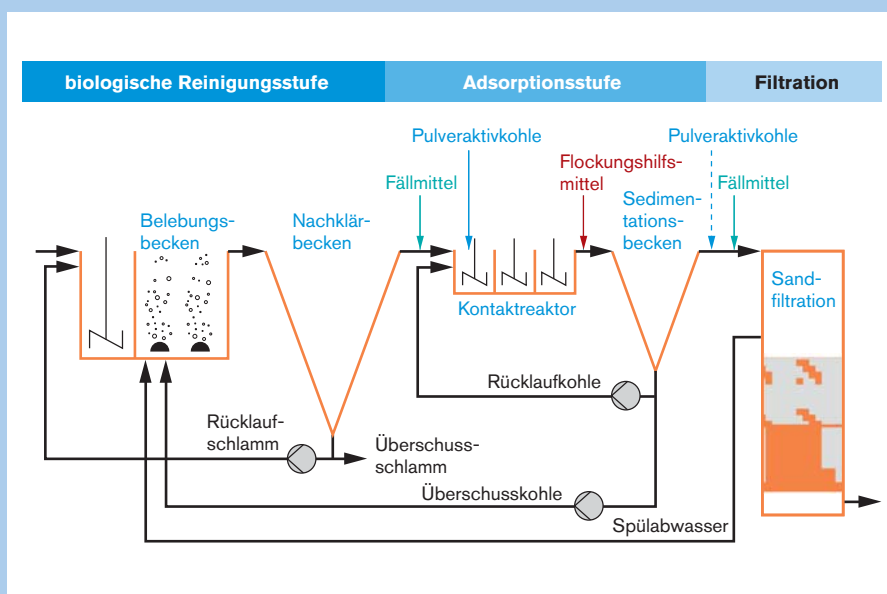 biologische Reinigungsstufe
Adsorptionsstufe
Filtration
Pulveraktivkohle
Pulveraktivkohle
Flockungshilfs-
mittel
Fällmittel
Fällmittel
Sedimen-
tations-
becken
Belebungs-
becken
Nachklär-
becken
Sand-
filtration
Kontaktreaktor
Rücklaufkohle
Rücklauf-
schlamm
Überschuss-
schlamm
Überschusskohle
Spülabwasser